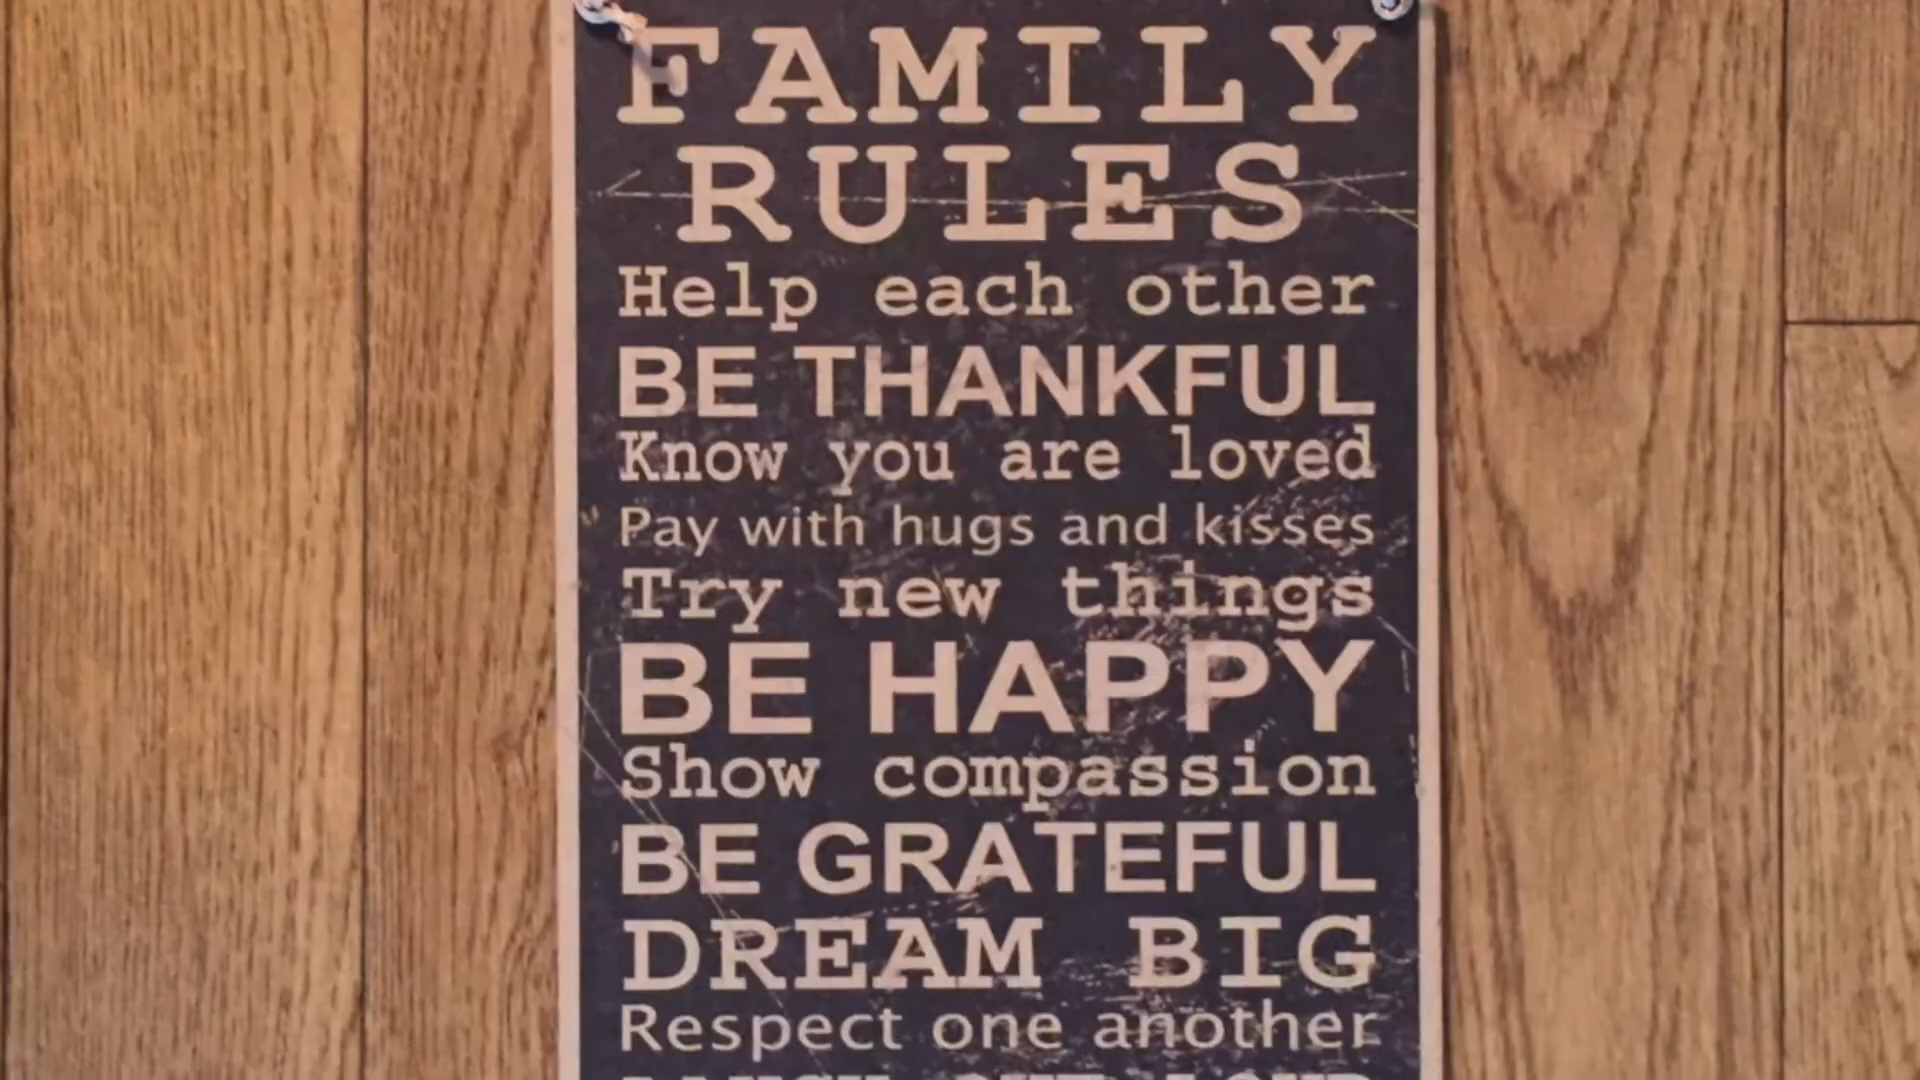 FAMILY
RULES
Help each other
BE THANKFUL
Know you are loved
Pay with hugs and kisses
Try new things
BE HAPPY
Show compassion
BE GRATEFUL
DREAM BIG
Respect one another